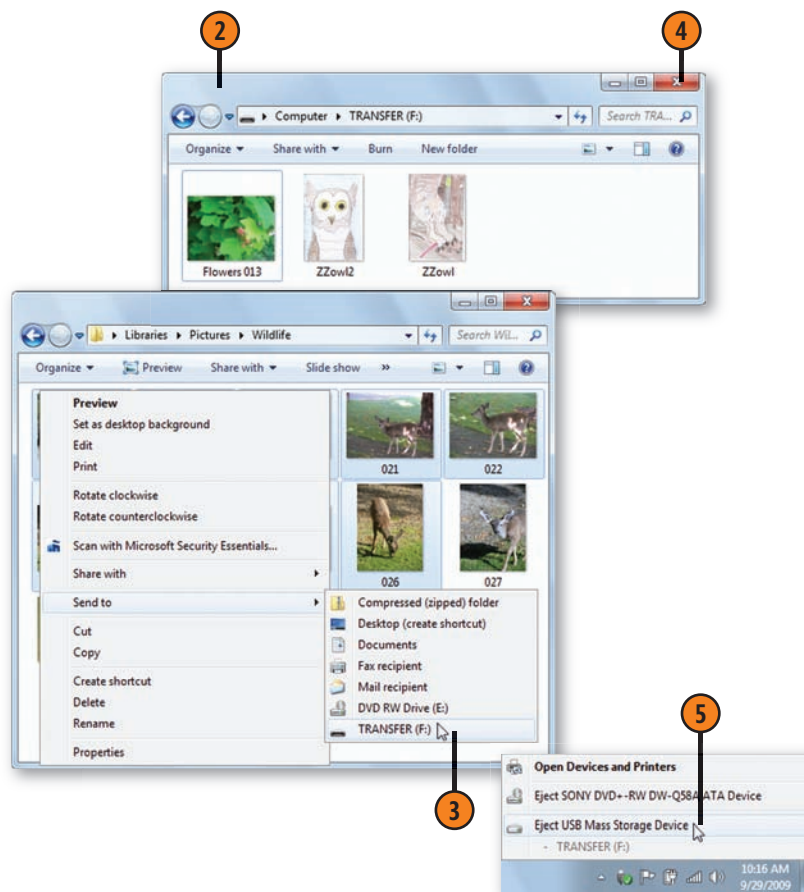 2
4
Computer ▸ TRANSFER (F:)
Search TRA...
Organize Share with Burn New folder
Flowers 013 ZZowl2 ZZowl
Libraries ▸ Pictures ▸ Wildlife
Search Wil...
Organize Preview Share with Slide show »
Preview
Set as desktop background
Edit
Print
Rotate clockwise
Rotate counterclockwise
Scan with Microsoft Security Essentials...
Share with
Send to
Cut
Copy
Create shortcut
Delete
Rename
Properties
021 022
026 027
Compressed (zipped) folder
Desktop (create shortcut)
Documents
Fax recipient
Mail recipient
DVD RW Drive (E:)
TRANSFER (F:)
3
5
Open Devices and Printers
Eject SONY DVD+-RW DW-Q58A ATA Device
Eject USB Mass Storage Device
- TRANSFER (F:)
10:16 AM
9/29/2009